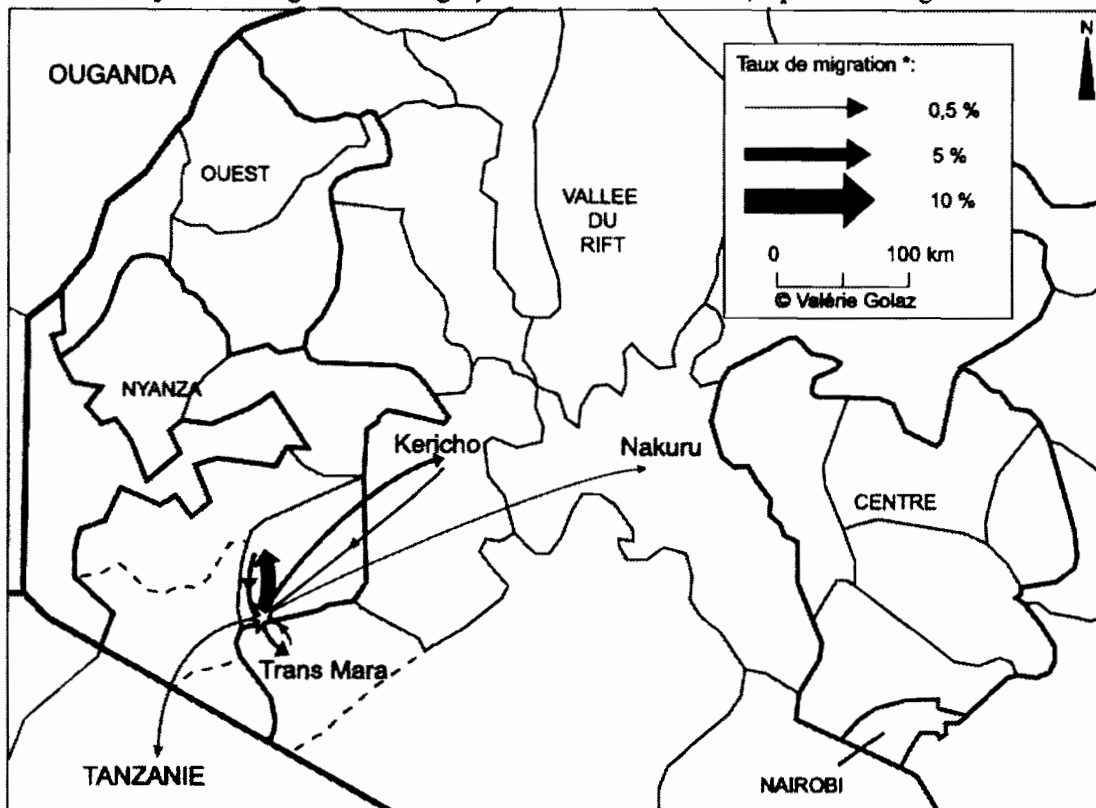 OUGANDA
OUEST
VALLEE
DU
RIFT
NYANZA
Kericho
Nakuru
CENTRE
Trans Mara
TANZANIE
NAIROBI
N
Taux de migration *:
0,5 %
5 %
10 %
0 100 km
© Valérie Golaz